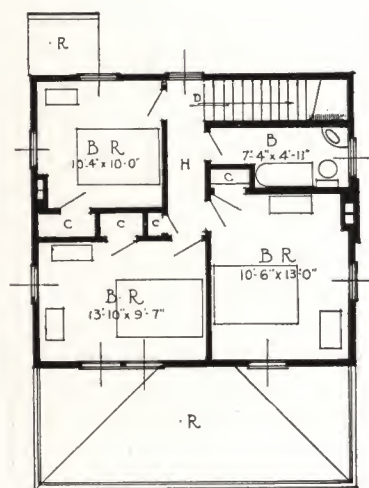 R
D
B R
10'-4" x 10'-0"
B
7'-4" x 4'-11"
H
C
C
C
C
B R
10'-6" x 13'-0"
B R
13'-10" x 9'-7"
R